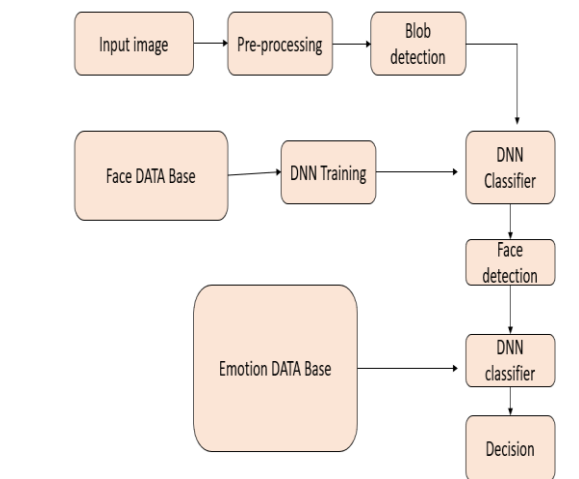 Input image
Pre-processing
Blob
detection
Face DATA Base
DNN Training
DNN
Classifier
Face
detection
Emotion DATA Base
DNN
classifier
Decision